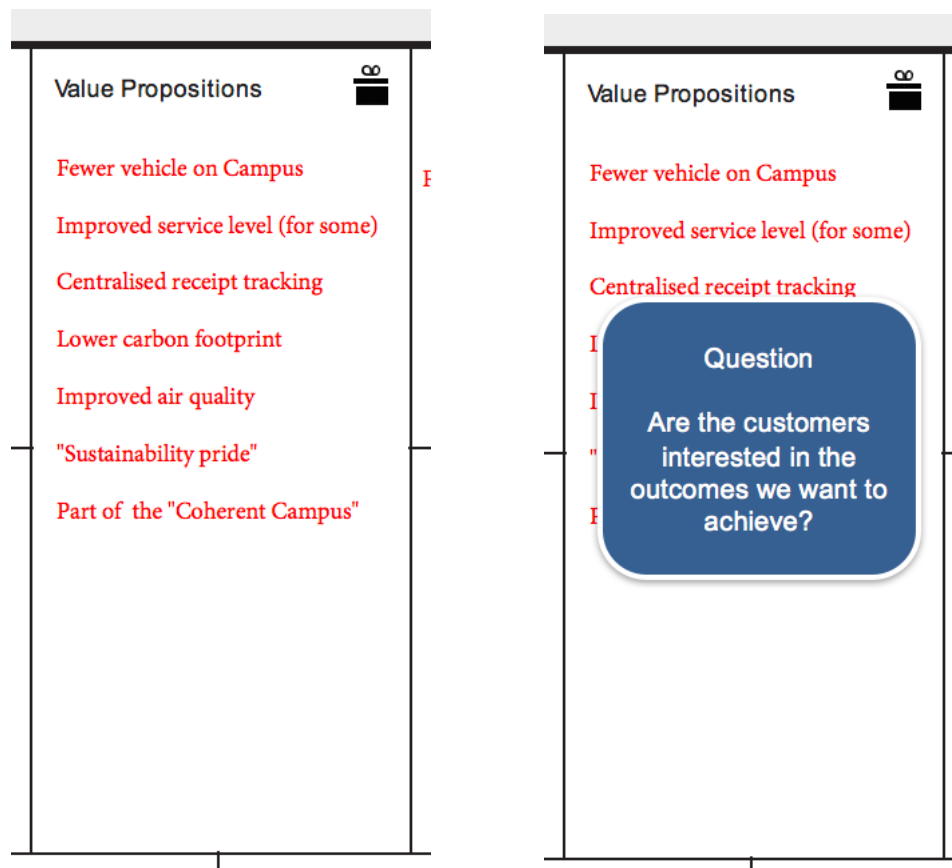 Value Propositions
Fewer vehicle on Campus
Improved service level (for some)
Centralised receipt tracking
Lower carbon footprint
Improved air quality
"Sustainability pride"
Part of the "Coherent Campus"
Value Propositions
Fewer vehicle on Campus
Improved service level (for some)
Centralised receipt tracking
Question
Are the customers
interested in the
outcomes we want to
achieve?